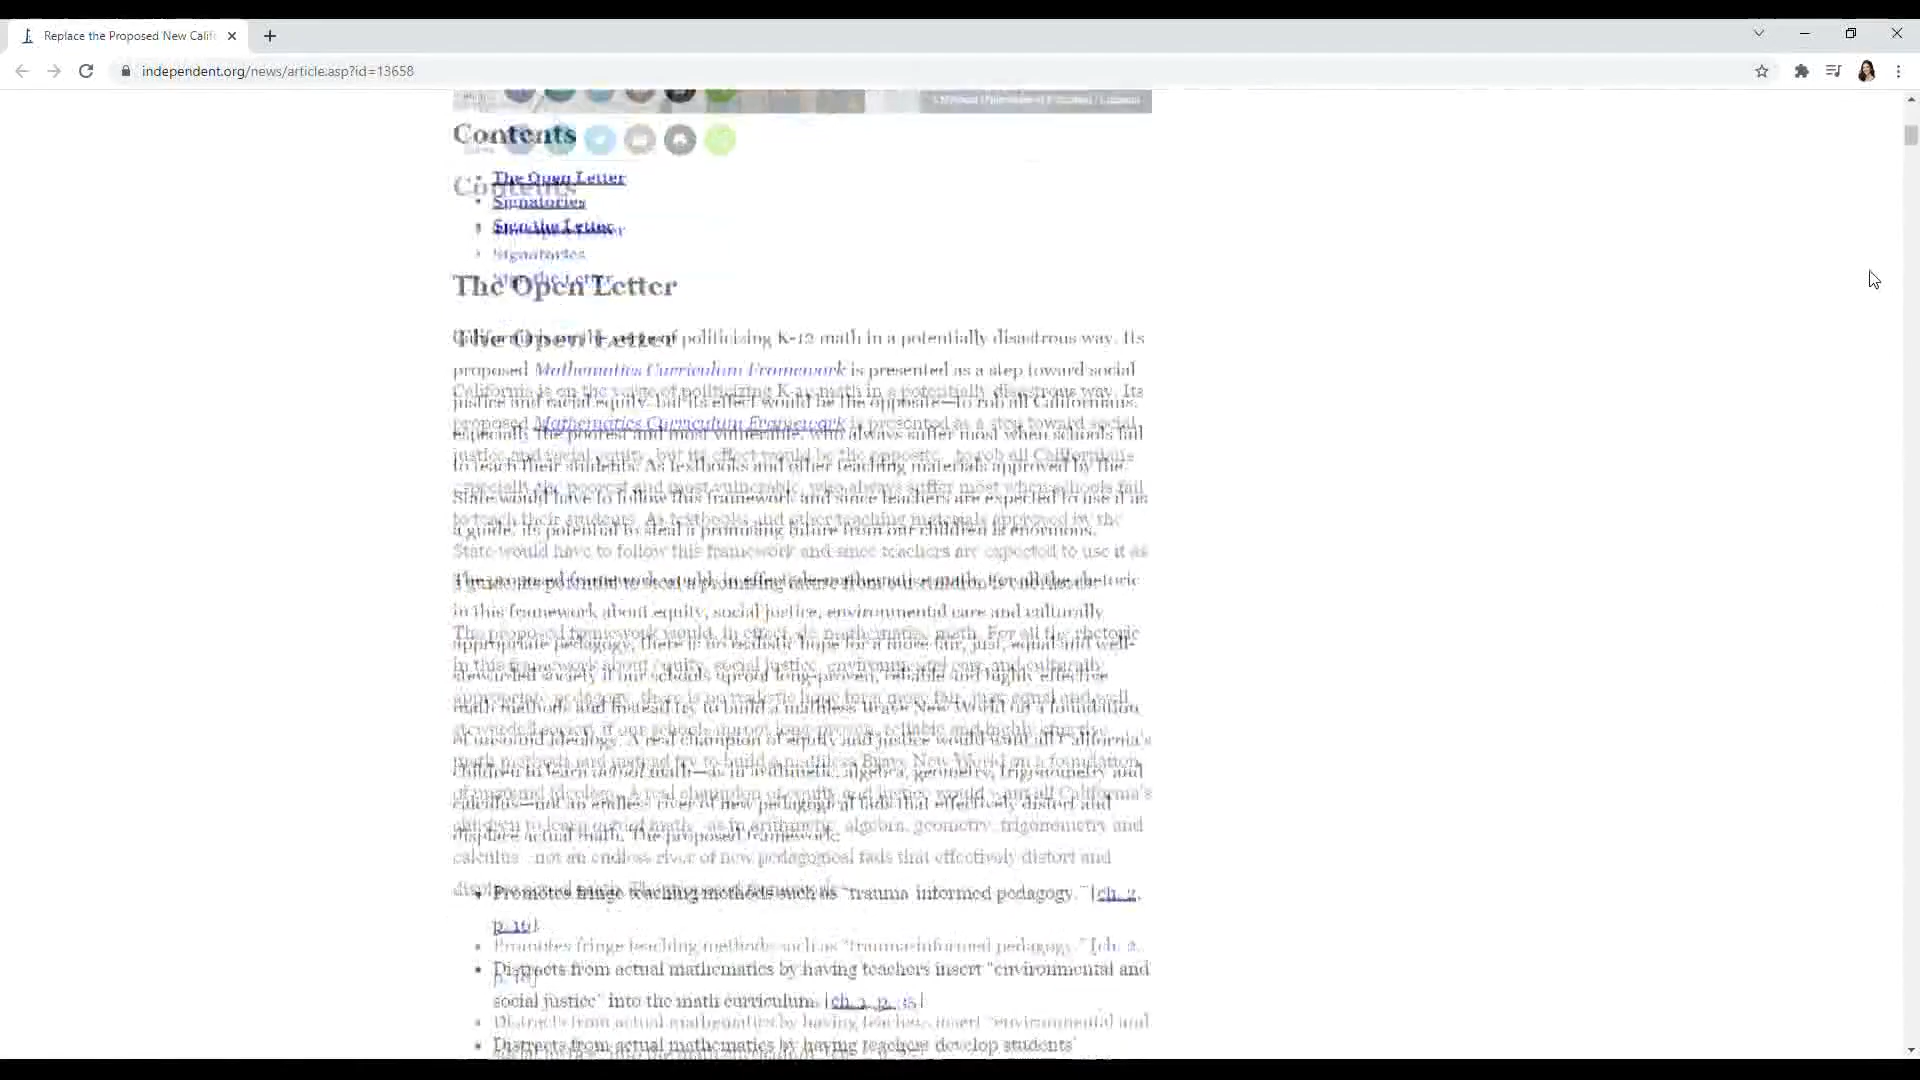 Replace the Proposed New Calif
independent.org/news/article.asp?id=13658
Contents
The Open Letter
Signatories
Sign the Letter
The Open Letter
California is on the verge of politicizing K-12 math in a potentially disastrous way. Its
proposed Mathematics Curriculum Framework is presented as a step toward social
justice and racial equity, but its effect would be the opposite—to rob all Californians,
especially the poorest and most vulnerable, who always suffer most when schools fail
to teach their students. As textbooks and other teaching materials approved by the
State would have to follow this framework and since teachers are expected to use it as
a guide, its potential to steal a promising future from our children is enormous.
The proposed framework would, in effect, de-mathematize math. For all the rhetoric
in this framework about equity, social justice, environmental care and culturally
appropriate pedagogy, there is no realistic hope for a more fair, just, equal and well-
stewarded society if our schools uproot long-proven, reliable and highly effective
math methods and instead try to build a mathless Brave New World on a foundation
of unsound ideology. A real champion of equity and justice would want all California's
children to learn actual math—as in arithmetic, algebra, geometry, trigonometry and
calculus—not an endless river of new pedagogical fads that effectively distort and
displace actual math. The proposed framework:
• Promotes fringe teaching methods such as "trauma-informed pedagogy." [ch. 2,
p. 16]
• Distracts from actual mathematics by having teachers insert "environmental and
social justice" into the math curriculum. [ch. p. 35]
• Distracts from actual mathematics by having teachers develop students'